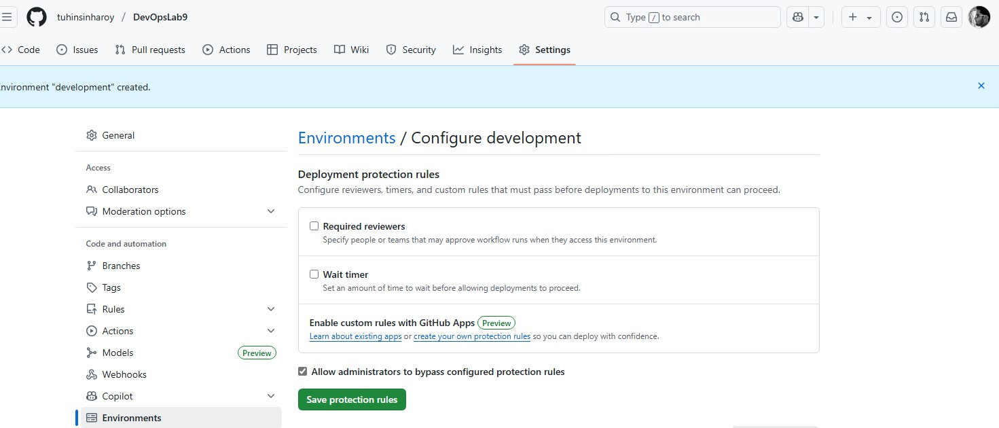 tuhinsinharoy / DevOpsLab9
Type / to search
Code
Issues
Pull requests
Actions
Projects
Wiki
Security
Insights
Settings
nvironment "development" created.
General
Access
Collaborators
Moderation options
Code and automation
Branches
Tags
Rules
Actions
Models
Preview
Webhooks
Copilot
Environments
Environments / Configure development
Deployment protection rules
Configure reviewers, timers, and custom rules that must pass before deployments to this environment can proceed.
Required reviewers
Specify people or teams that may approve workflow runs when they access this environment.
Wait timer
Set an amount of time to wait before allowing deployments to proceed.
Enable custom rules with GitHub Apps Preview
Learn about existing apps or create your own protection rules so you can deploy with confidence.
Allow administrators to bypass configured protection rules
Save protection rules